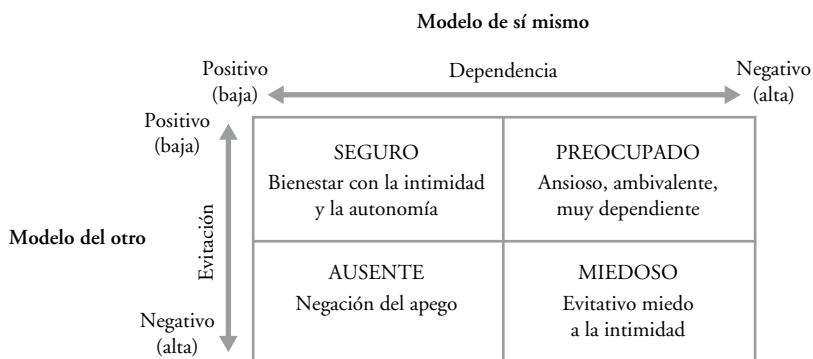 Modelo de sí mismo
Positivo
(baja)
Dependencia
Negativo
(alta)
Positivo
(baja)
Modelo del otro
Evitación
Negativo
(alta)
SEGURO
Bienestar con la intimidad
y la autonomía
PREOCUPADO
Ansioso, ambivalente,
muy dependiente
AUSENTE
Negación del apego
MIEDOSO
Evitativo miedo
a la intimidad